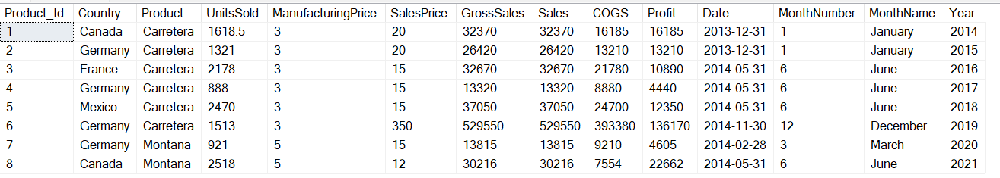 Product_Id Country Product UnitsSold ManufacturingPrice SalesPrice GrossSales Sales COGS Profit Date MonthNumber MonthName Year
1 Canada Carretera 1618.5 3 20 32370 32370 16185 16185 2013-12-31 1 January 2014
2 Germany Carretera 1321 3 20 26420 26420 13210 13210 2013-12-31 1 January 2015
3 France Carretera 2178 3 15 32670 32670 21780 10890 2014-05-31 6 June 2016
4 Germany Carretera 888 3 15 13320 13320 8880 4440 2014-05-31 6 June 2017
5 Mexico Carretera 2470 3 15 37050 37050 24700 12350 2014-05-31 6 June 2018
6 Germany Carretera 1513 3 350 529550 529550 393380 136170 2014-11-30 12 December 2019
7 Germany Montana 921 5 15 13815 13815 9210 4605 2014-02-28 3 March 2020
8 Canada Montana 2518 5 12 30216 30216 7554 22662 2014-05-31 6 June 2021